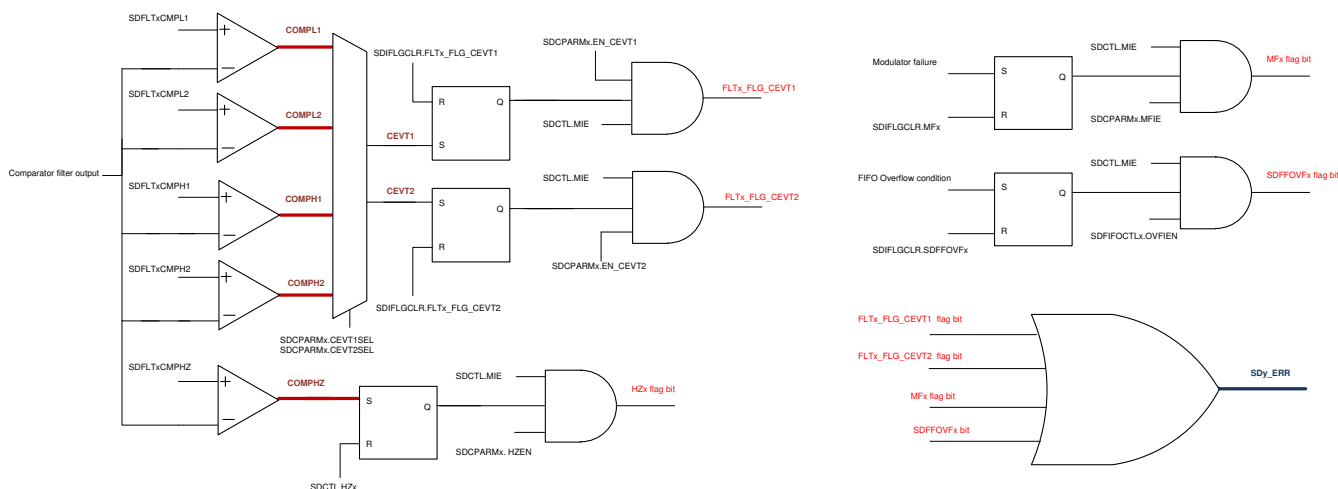 SDFLTxCMPL1
+
COMPL1
−
SDFLTxCMPL2
+
COMPL2
−
Comparator filter output
SDFLTxCMPH1
+
COMPH1
−
SDFLTxCMPH2
+
COMPH2
−
SDCPARMx.CEVT1SEL
SDCPARMx.CEVT2SEL
SDIFLGCLR.FLTx_FLG_CEVT1
R
Q
S
CEVT1
SDCPARMx.EN_CEVT1
SDCTL.MIE
FLTx_FLG_CEVT1
CEVT2
S
Q
R
SDIFLGCLR.FLTx_FLG_CEVT2
SDCTL.MIE
SDCPARMx.EN_CEVT2
FLTx_FLG_CEVT2
SDFLTxCMPHZ
+
COMPHZ
−
S
Q
R
SDCTL.HZx
SDCTL.MIE
SDCPARMx. HZEN
HZx flag bit
Modulator failure
S
Q
R
SDIFLGCLR.MFx
SDCTL.MIE
SDCPARMx.MFIE
MFx flag bit
FIFO Overflow condition
S
Q
R
SDIFLGCLR.SDFFOVFx
SDCTL.MIE
SDFIFOCTLx.OVFIEN
SDFFOVFx flag bit
FLTx_FLG_CEVT1 flag bit
FLTx_FLG_CEVT2 flag bit
MFx flag bit
SDFFOVFx bit
SDy_ERR